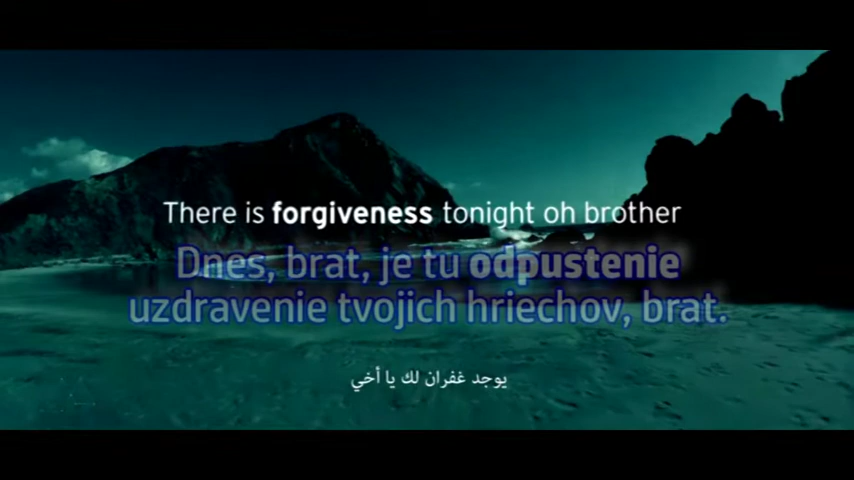 There is forgiveness tonight oh brother
Dnes, brat, je tu odpustenie
uzdravenie tvojich hriechov, brat.
يوجد غفران لك يا أخي